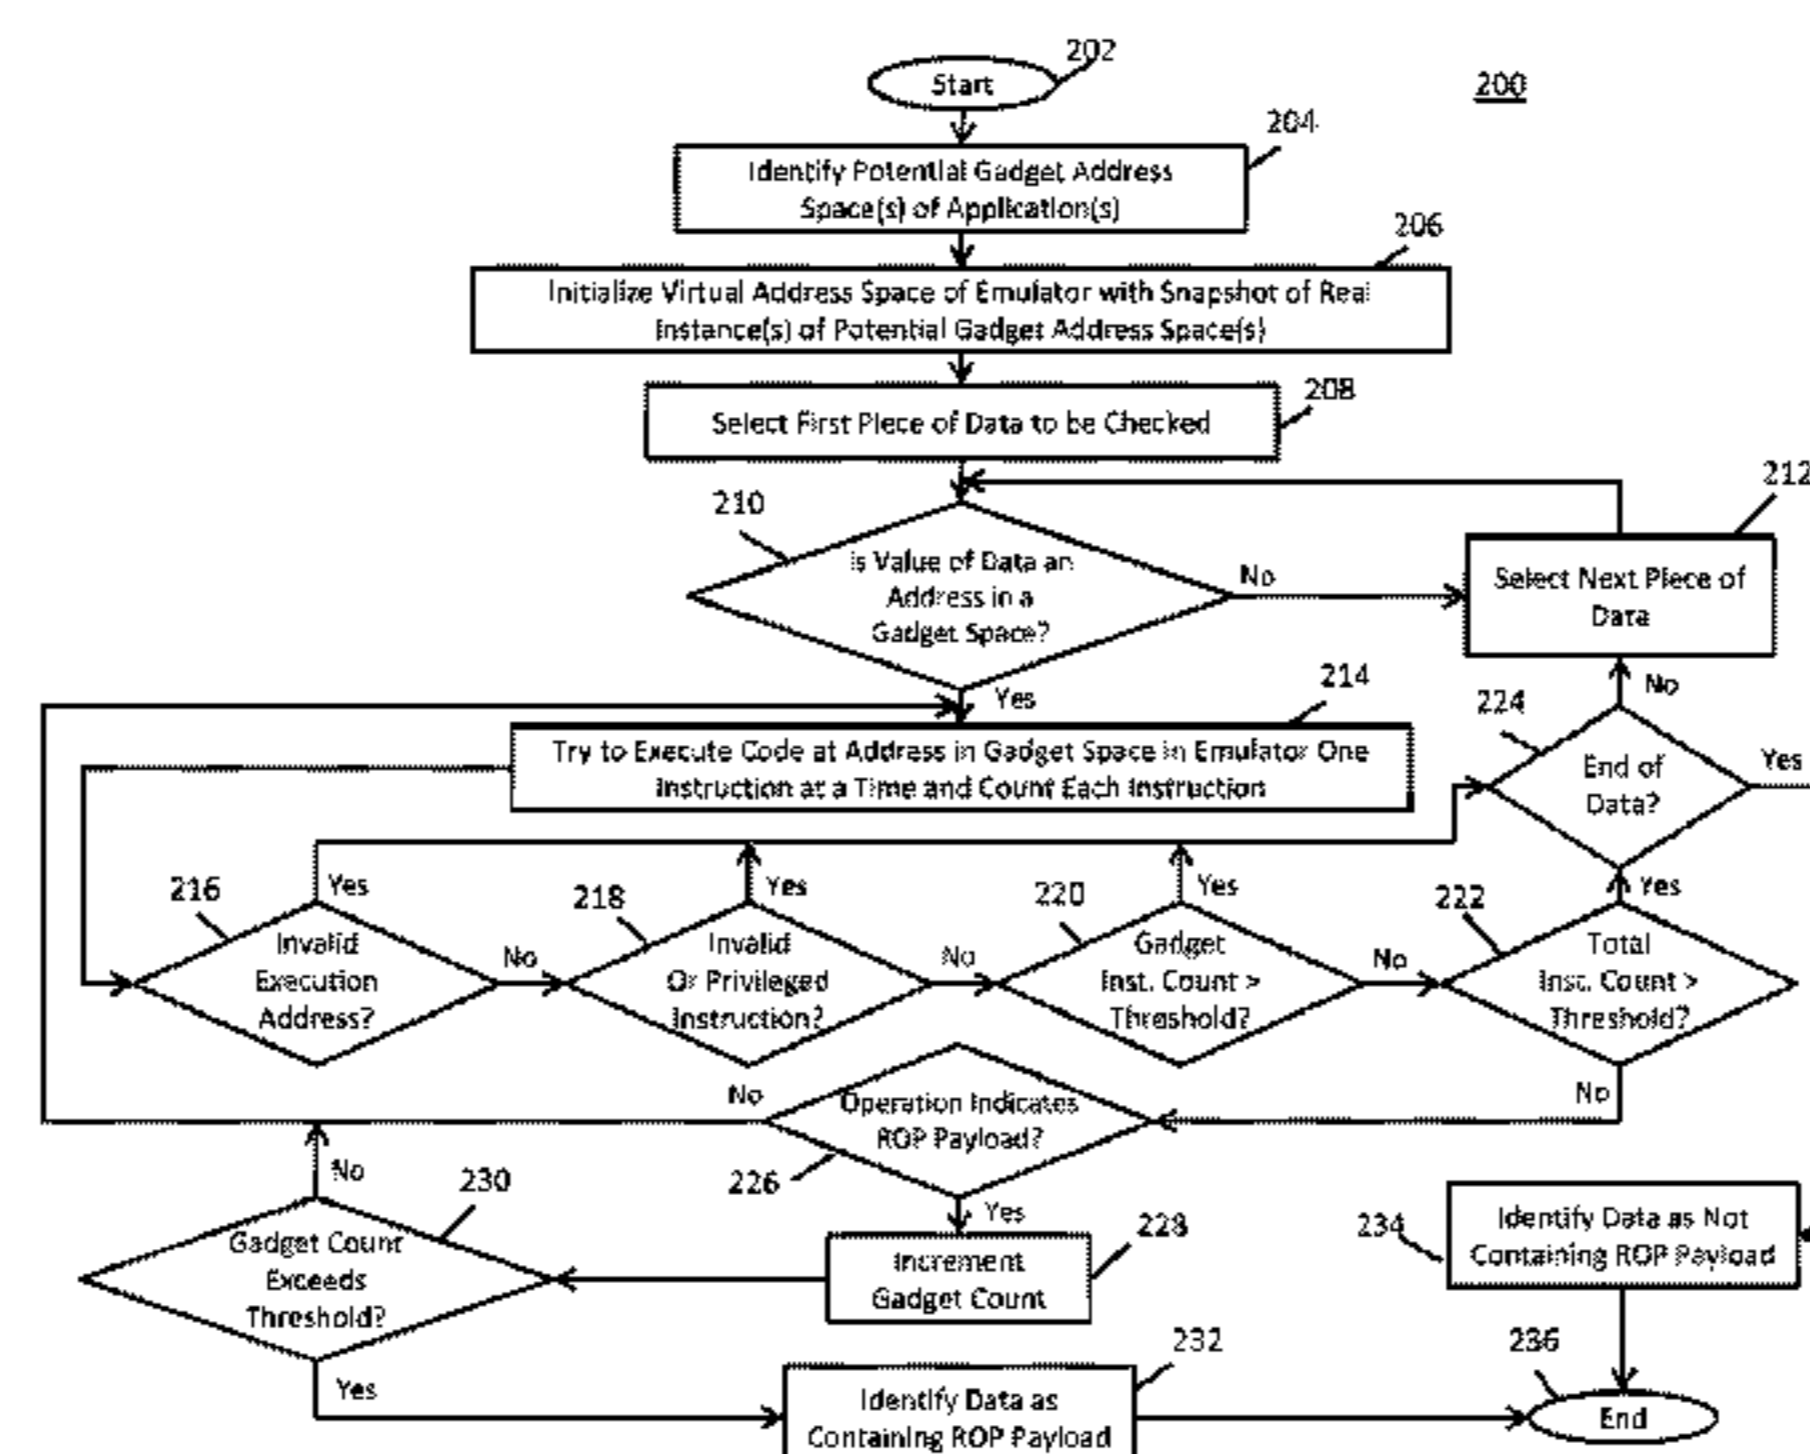 202
Start
200
204
Identify Potential Gadget Address
Space(s) of Application(s)
206
Initialize Virtual Address Space of Emulator with Snapshot of Real
Instance(s) of Potential Gadget Address Space(s)
208
Select First Piece of Data to be Checked
210
Is Value of Data an
Address in a
Gadget Space?
No
212
Select Next Piece of
Data
Yes
214
Try to Execute Code at Address in Gadget Space in Emulator One
Instruction at a Time and Count Each Instruction
No
224
End of
Data?
Yes
216
Yes
Invalid
Execution
Address?
No
218
Yes
Invalid
Or Privileged
Instruction?
No
220
Yes
Gadget
Inst. Count >
Threshold?
No
222
Yes
Total
Inst. Count >
Threshold?
No
No
Operation Indicates
ROP Payload?
226
Yes
228
Increment
Gadget Count
No
230
Gadget Count
Exceeds
Threshold?
Yes
232
Identify Data as
Containing ROP Payload
234
Identify Data as Not
Containing ROP Payload
236
End